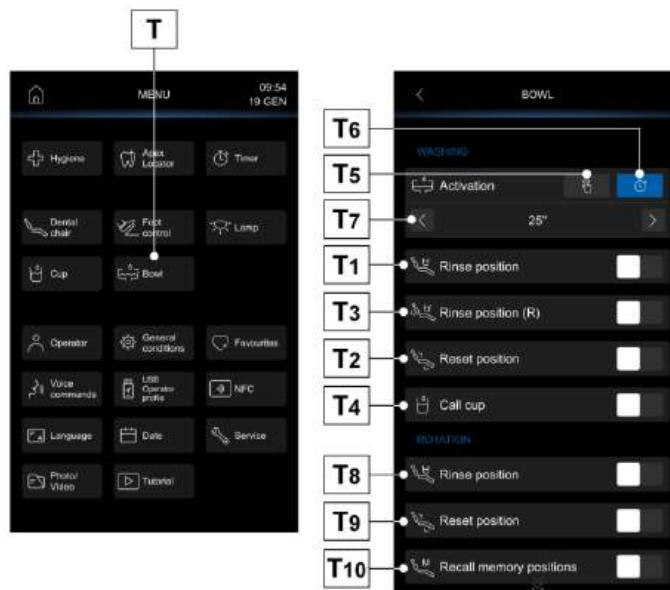 T
MENU
09:54
19 GEN
Hygiene
Apex
Locator
Timer
Dental
chair
Foot
control
Lamp
Cup
Bowl
Operator
General
conditions
Favourites
Voice
commands
USB
Operator
profile
NFC
Language
Date
Service
Photo/
Video
Tutorial
BOWL
T6
WASHING
T5
Activation
T7
25"
T1
Rinse position
T3
Rinse position (R)
T2
Reset position
T4
Call cup
ROTATION
T8
Rinse position
T9
Reset position
T10
Recall memory positions